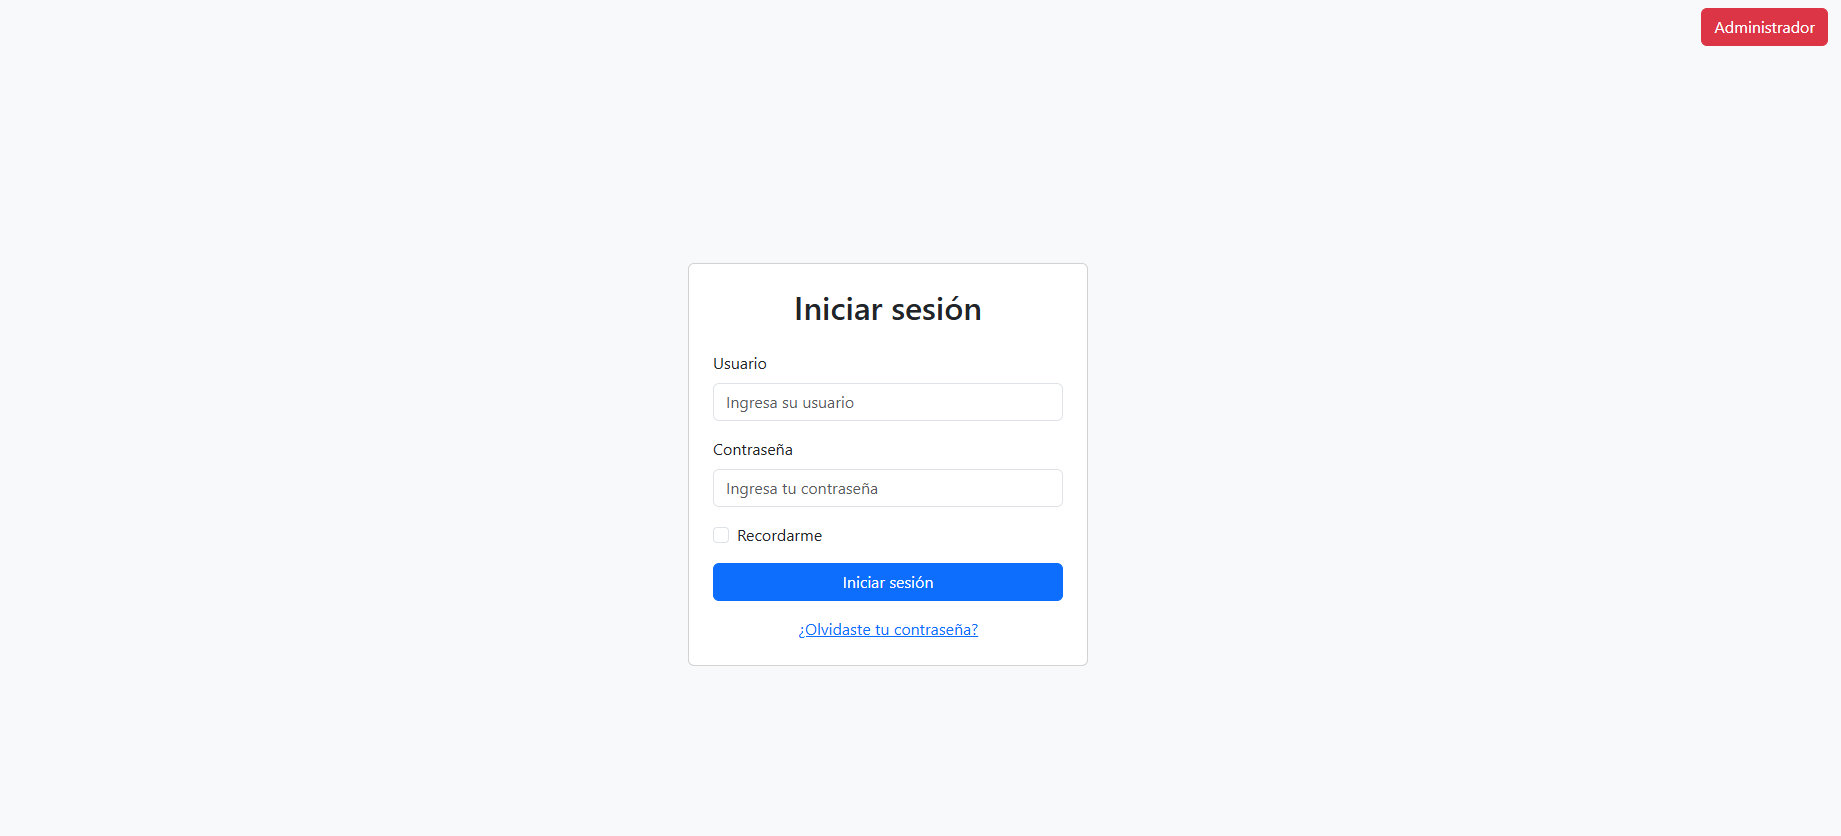 Administrador
Iniciar sesión
Usuario
Ingresa su usuario
Contraseña
Ingresa tu contraseña
Recordarme
Iniciar sesión
¿Olvidaste tu contraseña?